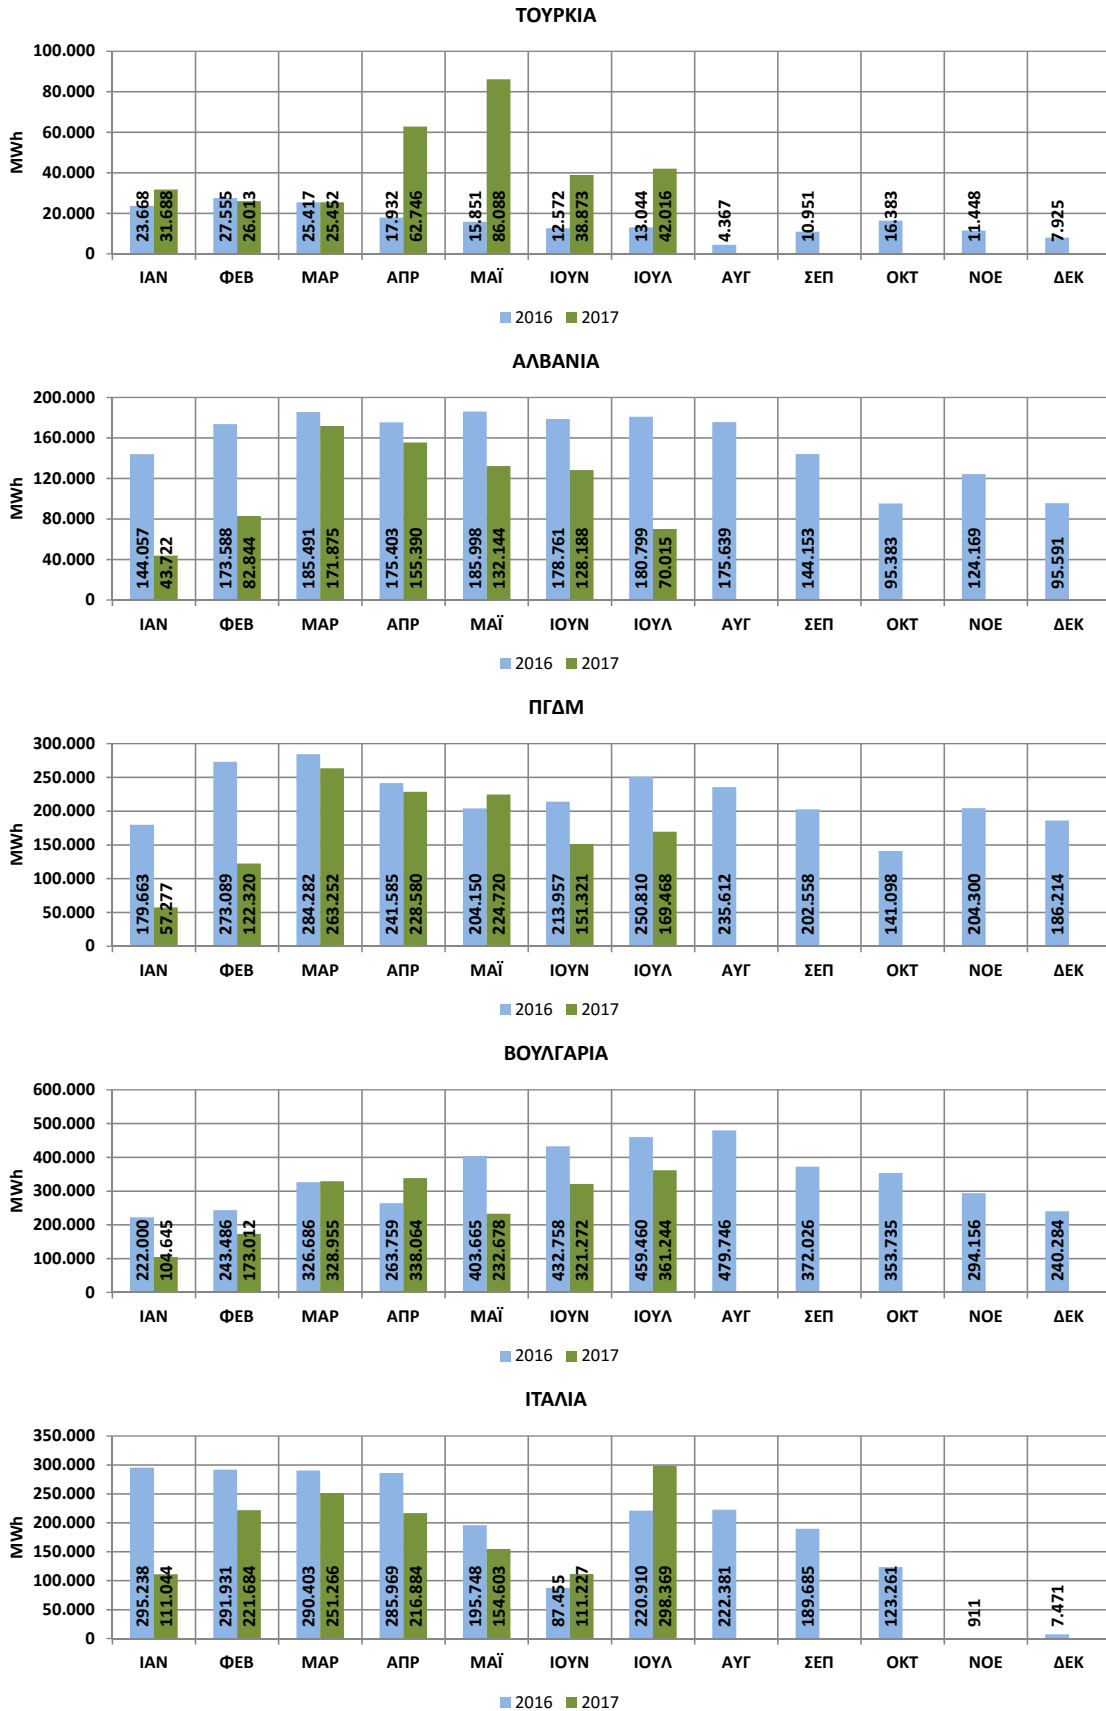 ΤΟΥΡΚΙΑ
MWh
100.000
80.000
60.000
40.000
20.000
0
23.668 31.688 27.555 26.013 25.417 25.452 17.932 62.746 15.851 86.088 12.572 38.873 13.044 42.016 4.367 10.951 16.383 11.448 7.925
ΙΑΝ ΦΕΒ ΜΑΡ ΑΠΡ ΜΑΪ ΙΟΥΝ ΙΟΥΛ ΑΥΓ ΣΕΠ ΟΚΤ ΝΟΕ ΔΕΚ
2016 2017
ΑΛΒΑΝΙΑ
MWh
200.000
160.000
120.000
80.000
40.000
0
144.057 43.722 173.588 82.844 185.491 171.875 175.403 155.390 185.998 132.144 178.761 128.188 180.799 70.015 175.639 144.153 95.383 124.169 95.591
ΙΑΝ ΦΕΒ ΜΑΡ ΑΠΡ ΜΑΪ ΙΟΥΝ ΙΟΥΛ ΑΥΓ ΣΕΠ ΟΚΤ ΝΟΕ ΔΕΚ
2016 2017
ΠΓΔΜ
MWh
300.000
250.000
200.000
150.000
100.000
50.000
0
179.663 57.277 273.089 122.320 284.282 263.252 241.585 228.580 204.150 224.720 213.957 151.321 250.810 169.468 235.612 202.558 141.098 204.300 186.214
ΙΑΝ ΦΕΒ ΜΑΡ ΑΠΡ ΜΑΪ ΙΟΥΝ ΙΟΥΛ ΑΥΓ ΣΕΠ ΟΚΤ ΝΟΕ ΔΕΚ
2016 2017
ΒΟΥΛΓΑΡΙΑ
MWh
600.000
500.000
400.000
300.000
200.000
100.000
0
222.000 104.645 243.486 173.012 326.686 328.955 263.759 338.064 403.665 232.678 432.758 321.272 459.460 361.244 479.746 372.026 353.735 294.156 240.284
ΙΑΝ ΦΕΒ ΜΑΡ ΑΠΡ ΜΑΪ ΙΟΥΝ ΙΟΥΛ ΑΥΓ ΣΕΠ ΟΚΤ ΝΟΕ ΔΕΚ
2016 2017
ΙΤΑΛΙΑ
MWh
350.000
300.000
250.000
200.000
150.000
100.000
50.000
0
295.238 111.044 291.931 221.684 290.403 251.266 285.969 216.884 195.748 154.603 87.455 111.227 220.910 298.369 222.381 189.685 123.261 911 7.471
ΙΑΝ ΦΕΒ ΜΑΡ ΑΠΡ ΜΑΪ ΙΟΥΝ ΙΟΥΛ ΑΥΓ ΣΕΠ ΟΚΤ ΝΟΕ ΔΕΚ
2016 2017